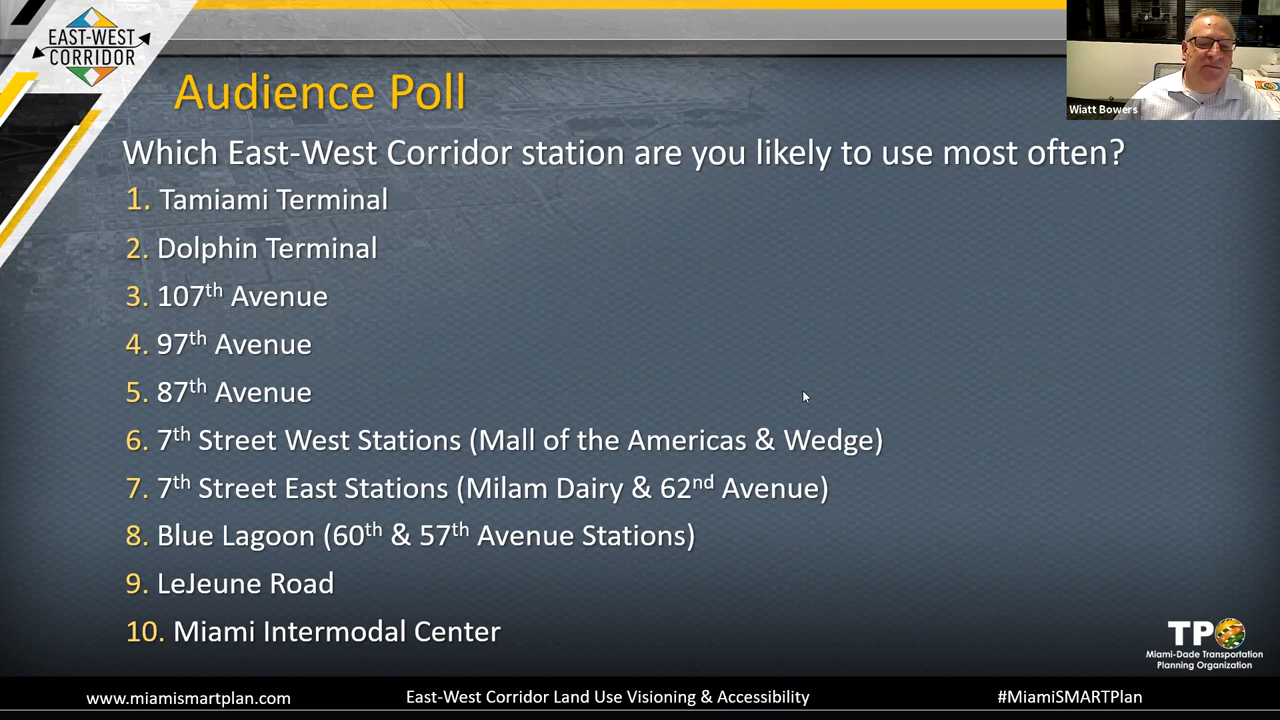 EAST-WEST
CORRIDOR
Wiatt Bowers
Audience Poll
Which East-West Corridor station are you likely to use most often?
1. Tamiami Terminal
2. Dolphin Terminal
3. 107th Avenue
4. 97th Avenue
5. 87th Avenue
6. 7th Street West Stations (Mall of the Americas & Wedge)
7. 7th Street East Stations (Milam Dairy & 62nd Avenue)
8. Blue Lagoon (60th & 57th Avenue Stations)
9. LeJeune Road
10. Miami Intermodal Center
TPO
Miami-Dade Transportation
Planning Organization
www.miamismartplan.com East-West Corridor Land Use Visioning & Accessibility #MiamiSMARTPlan